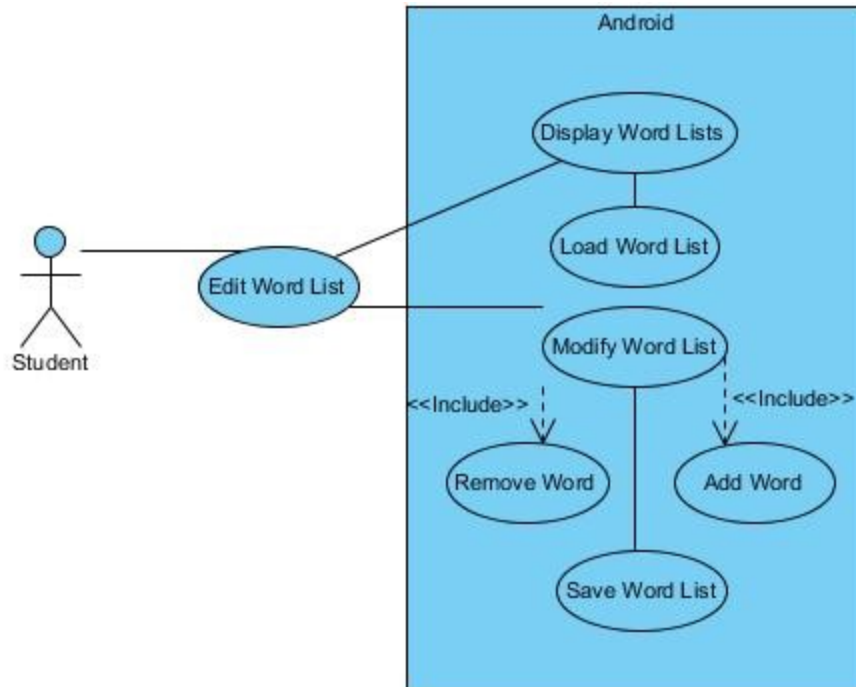 Android
Display Word Lists
Load Word List
Edit Word List
Student
Modify Word List
<<Include>>
<<Include>>
Remove Word
Add Word
Save Word List